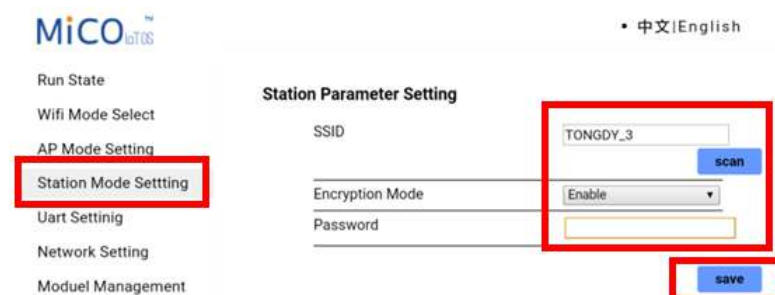 MiCO IoTOS ™
• 中文|English
Run State
Wifi Mode Select
AP Mode Setting
Station Mode Settting
Uart Settinig
Network Setting
Moduel Management
Station Parameter Setting
SSID TONGDY_3
scan
Encryption Mode Enable
Password
save